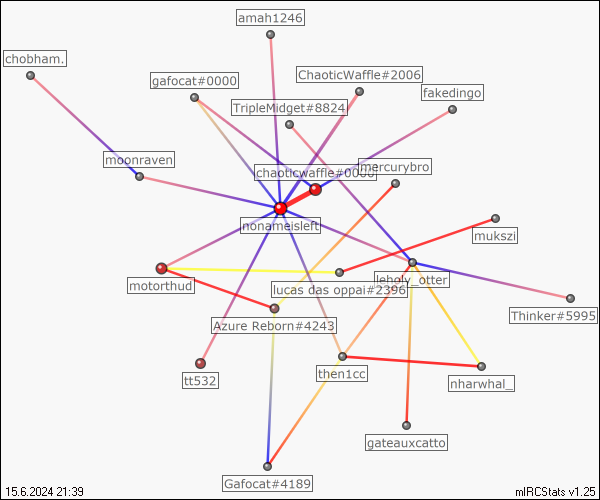 amah1246
chobham.
gafocat#0000
ChaoticWaffle#2006
fakedingo
TripleMidget#8824
moonraven
chaoticwaffle#0000
mercurybro
nonameisleft
mukszi
motorthud
lucas das oppai#2396
leholy_otter
Thinker#5995
Azure Reborn#4243
tt532
then1cc
nharwhal_
gateauxcatto
Gafocat#4189
15.6.2024 21:39
mIRCStats v1.25